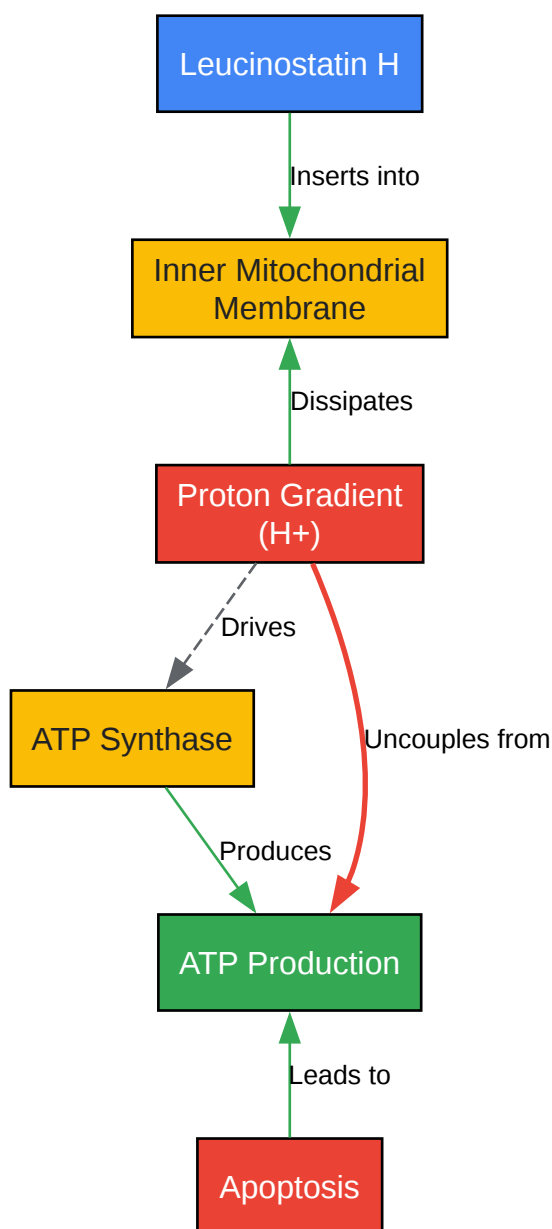 Leucinostatin H
Inserts into
Inner Mitochondrial
Membrane
Dissipates
Proton Gradient
(H+)
Drives
ATP Synthase
Uncouples from
Produces
ATP Production
Leads to
Apoptosis